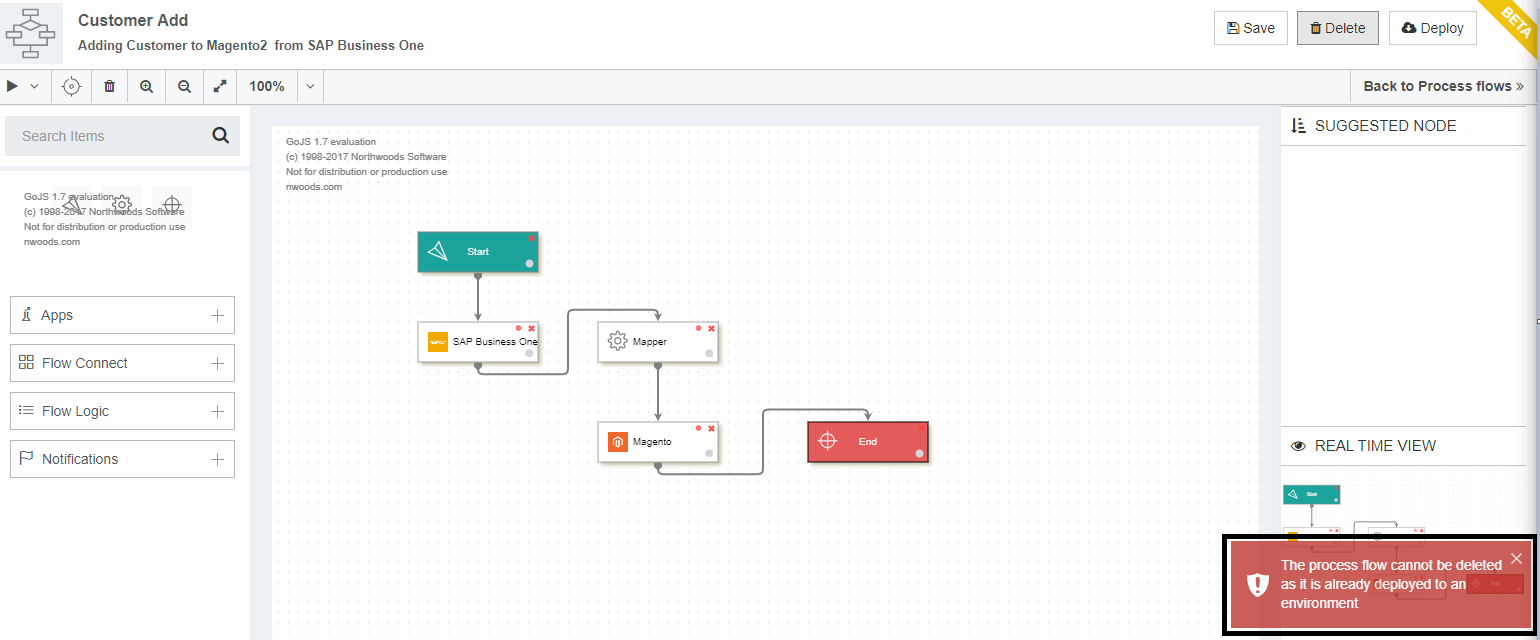 Customer Add
Adding Customer to Magento2 from SAP Business One
Save
Delete
Deploy
BETA
100%
Back to Process flows »
Search Items
GoJS 1.7 evaluation
(c) 1998-2017 Northwoods Software
Not for distribution or production use
nwoods.com
Apps
Flow Connect
Flow Logic
Notifications
GoJS 1.7 evaluation
(c) 1998-2017 Northwoods Software
Not for distribution or production use
nwoods.com
Start
SAP Business One
Mapper
Magento
End
SUGGESTED NODE
REAL TIME VIEW
Start
The process flow cannot be deleted
as it is already deployed to an
environment